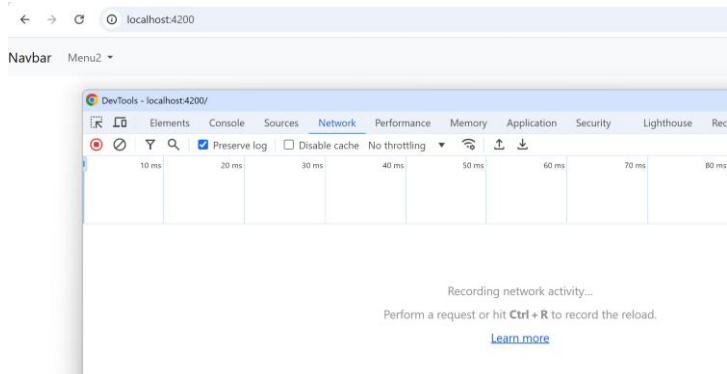 localhost:4200
Navbar Menu2
DevTools - localhost:4200/
Elements Console Sources Network Performance Memory Application Security Lighthouse Rec
Preserve log Disable cache No throttling
10 ms 20 ms 30 ms 40 ms 50 ms 60 ms 70 ms 80 ms
Recording network activity...
Perform a request or hit Ctrl + R to record the reload.
Learn more